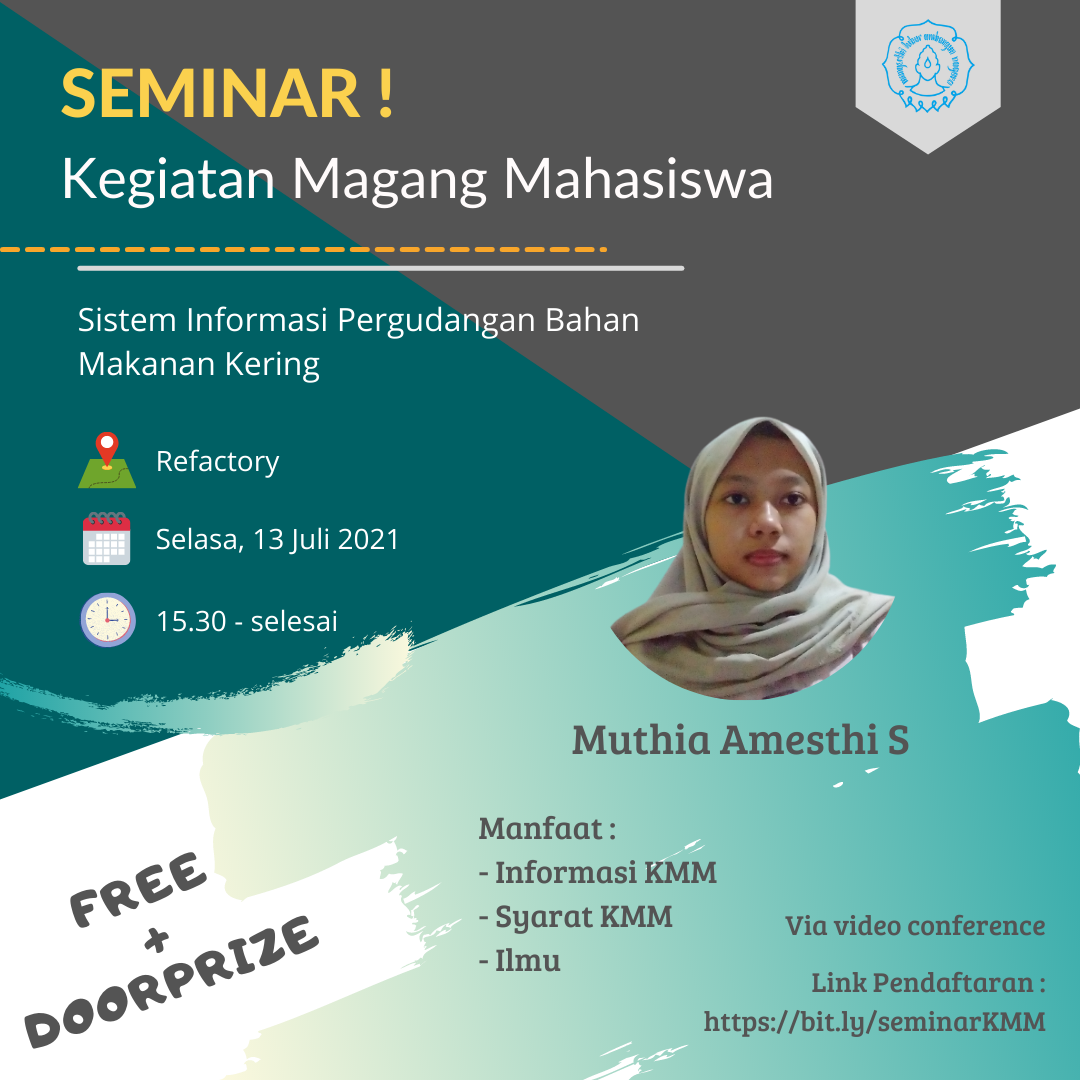 SEMINAR !
Kegiatan Magang Mahasiswa
Sistem Informasi Pergudangan Bahan
Makanan Kering
Refactory
Selasa, 13 Juli 2021
15.30 - selesai
Muthia Amesthi S
Manfaat :
- Informasi KMM
- Syarat KMM
- Ilmu
FREE
+
DOORPRIZE
Via video conference
Link Pendaftaran :
https://bit.ly/seminarKMM